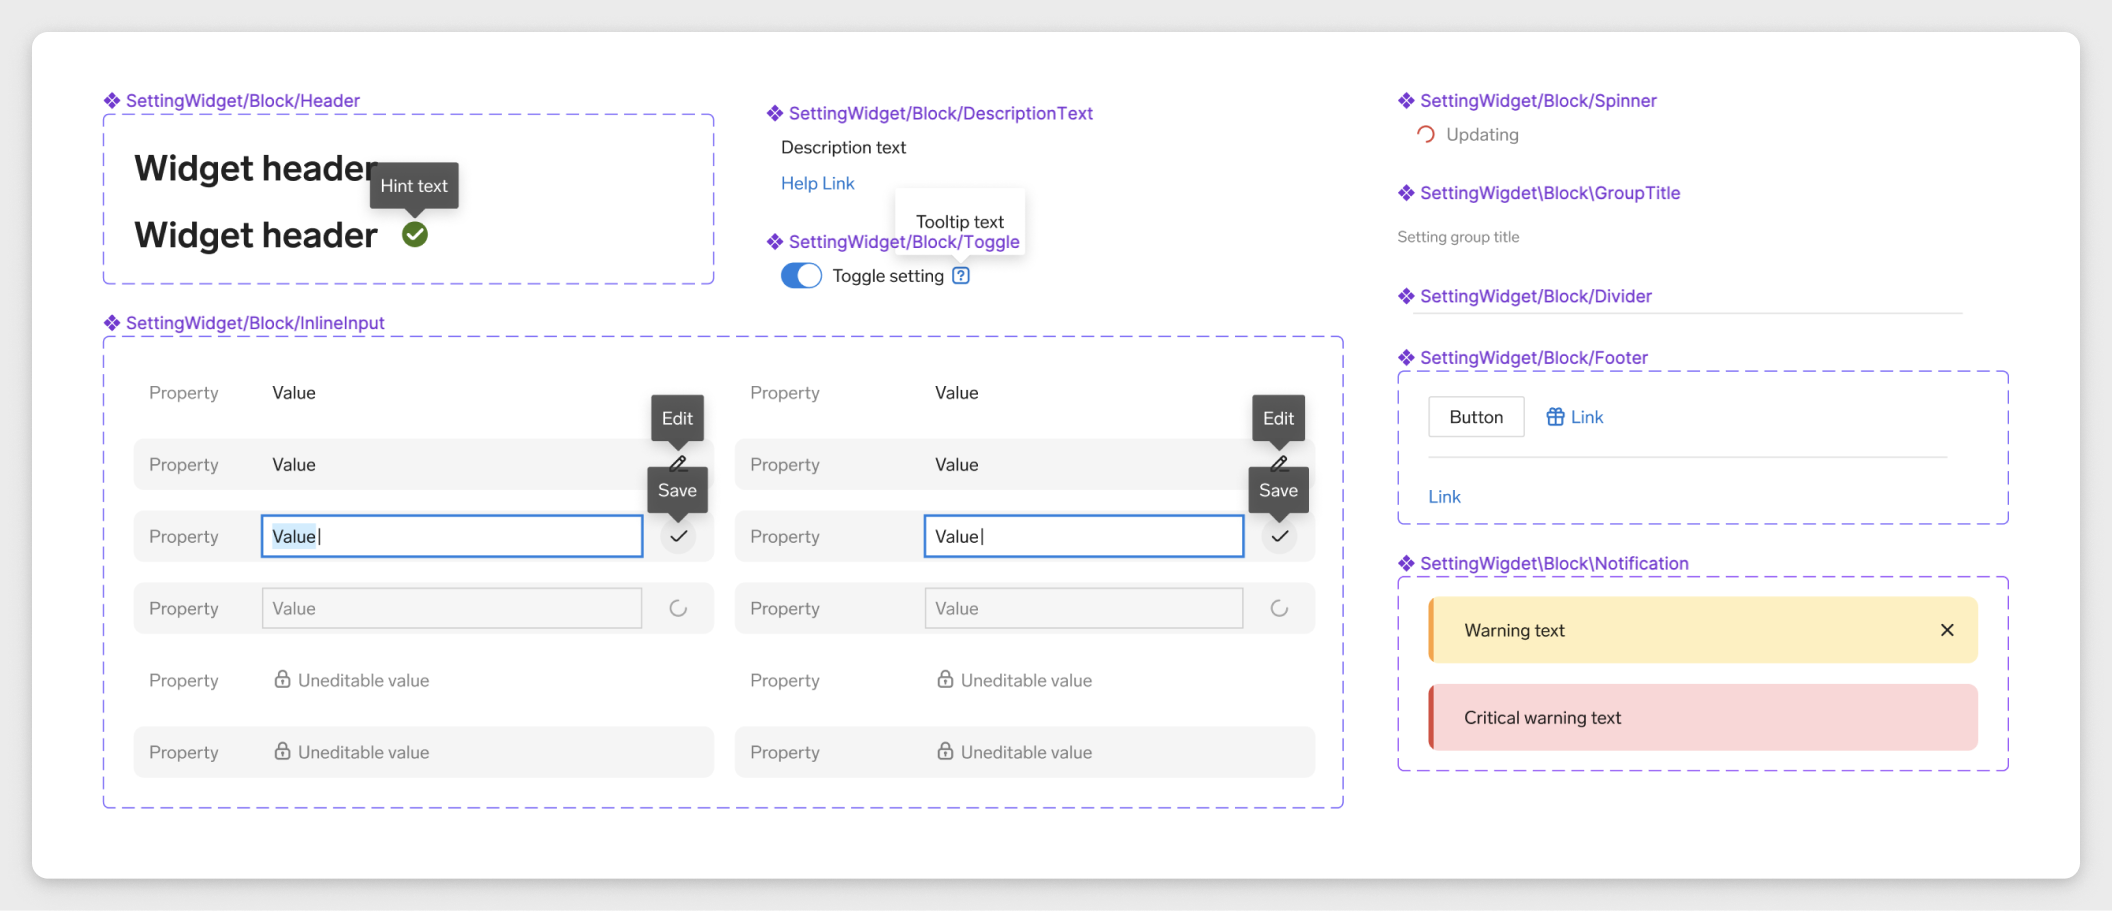 SettingWidget/Block/Header
Widget header
Hint text
Widget header
SettingWidget/Block/DescriptionText
Description text
Help Link
Tooltip text
SettingWidget/Block/Toggle
Toggle setting
SettingWidget/Block/InlineInput
Property Value
Edit
Property Value
Save
Property Value
Property Value
Property Uneditable value
Property Uneditable value
Property Value
Edit
Property Value
Save
Property Value
Property Value
Property Uneditable value
Property Uneditable value
SettingWidget/Block/Spinner
Updating
SettingWigdet\Block\GroupTitle
Setting group title
SettingWidget/Block/Divider
SettingWidget/Block/Footer
Button Link
Link
SettingWigdet\Block\Notification
Warning text
Critical warning text